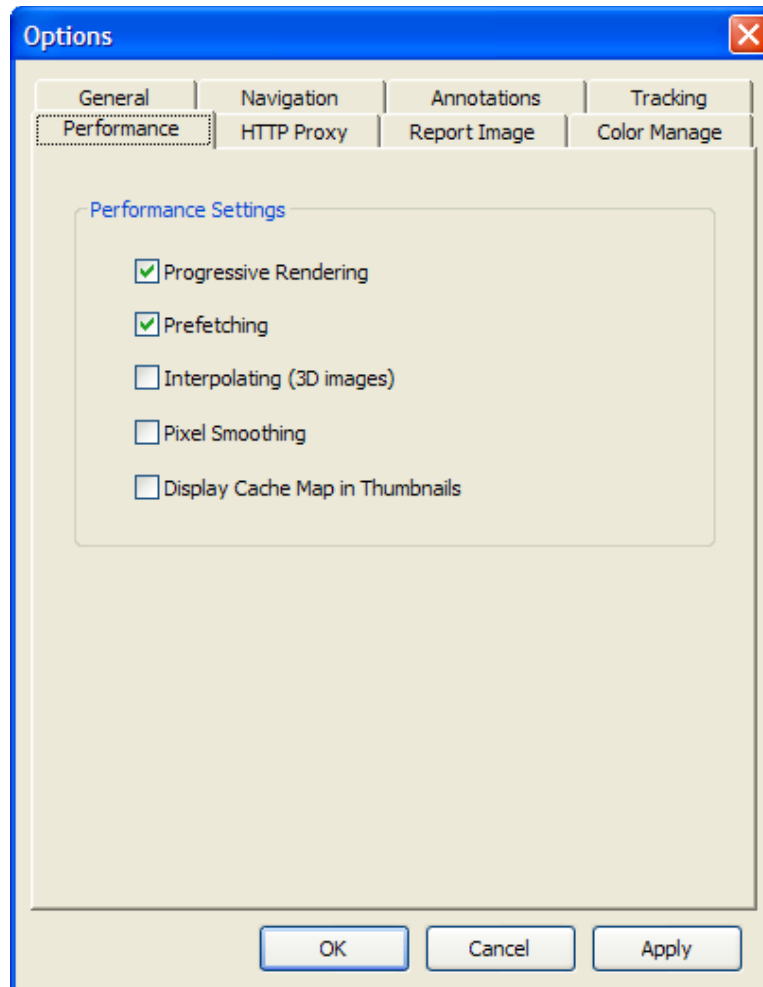 Options
General Navigation Annotations Tracking
Performance HTTP Proxy Report Image Color Manage
Performance Settings
Progressive Rendering
Prefetching
Interpolating (3D images)
Pixel Smoothing
Display Cache Map in Thumbnails
OK Cancel Apply